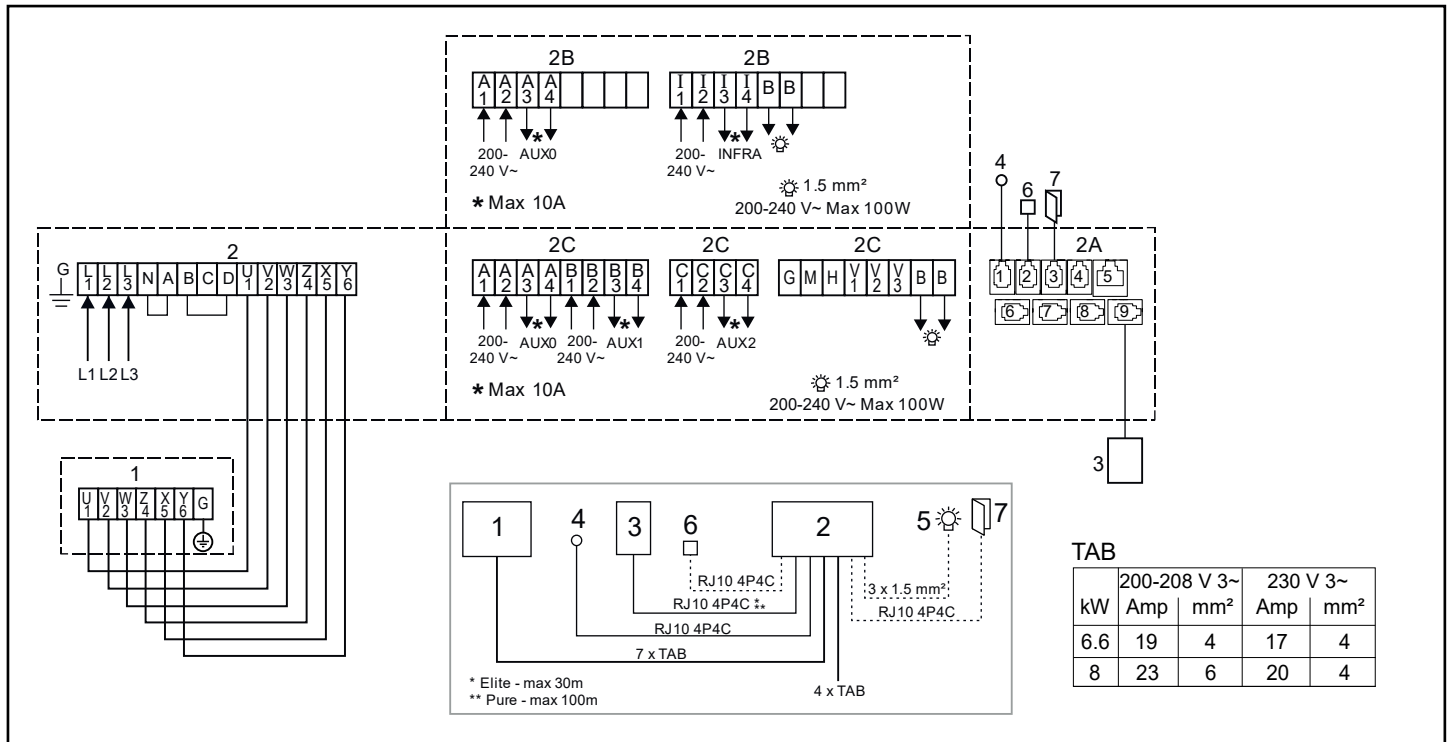 2B 2B
A1 A2 A3 A4 I1 I2 I3 I4 B B
200-240 V~ * AUX0 200-240 V~ * INFRA
* Max 10A
1.5 mm²
200-240 V~ Max 100W
4
6
7
2 2C 2C 2C 2A
G L1 L2 L3 N A B C D U1 V2 W3 Z4 X5 Y6
A1 A2 A3 A4 B1 B2 B3 B4 C1 C2 C3 C4 G M H V1 V2 V3 B B
1 2 3 4 5
6 7 8 9
200-240 V~ * AUX0 200-240 V~ * AUX1 200-240 V~ * AUX2
L1 L2 L3
* Max 10A
1.5 mm²
200-240 V~ Max 100W
3
1
U1 V2 W3 Z4 X5 Y6 G
1 4 3 6 2 5 7
RJ10 4P4C
3 x 1.5 mm²
RJ10 4P4C * **
RJ10 4P4C
RJ10 4P4C
7 x TAB
4 x TAB
* Elite - max 30m
** Pure - max 100m
TAB
200-208 V 3~ 230 V 3~
kW Amp mm² Amp mm²
6.6 19 4 17 4
8 23 6 20 4